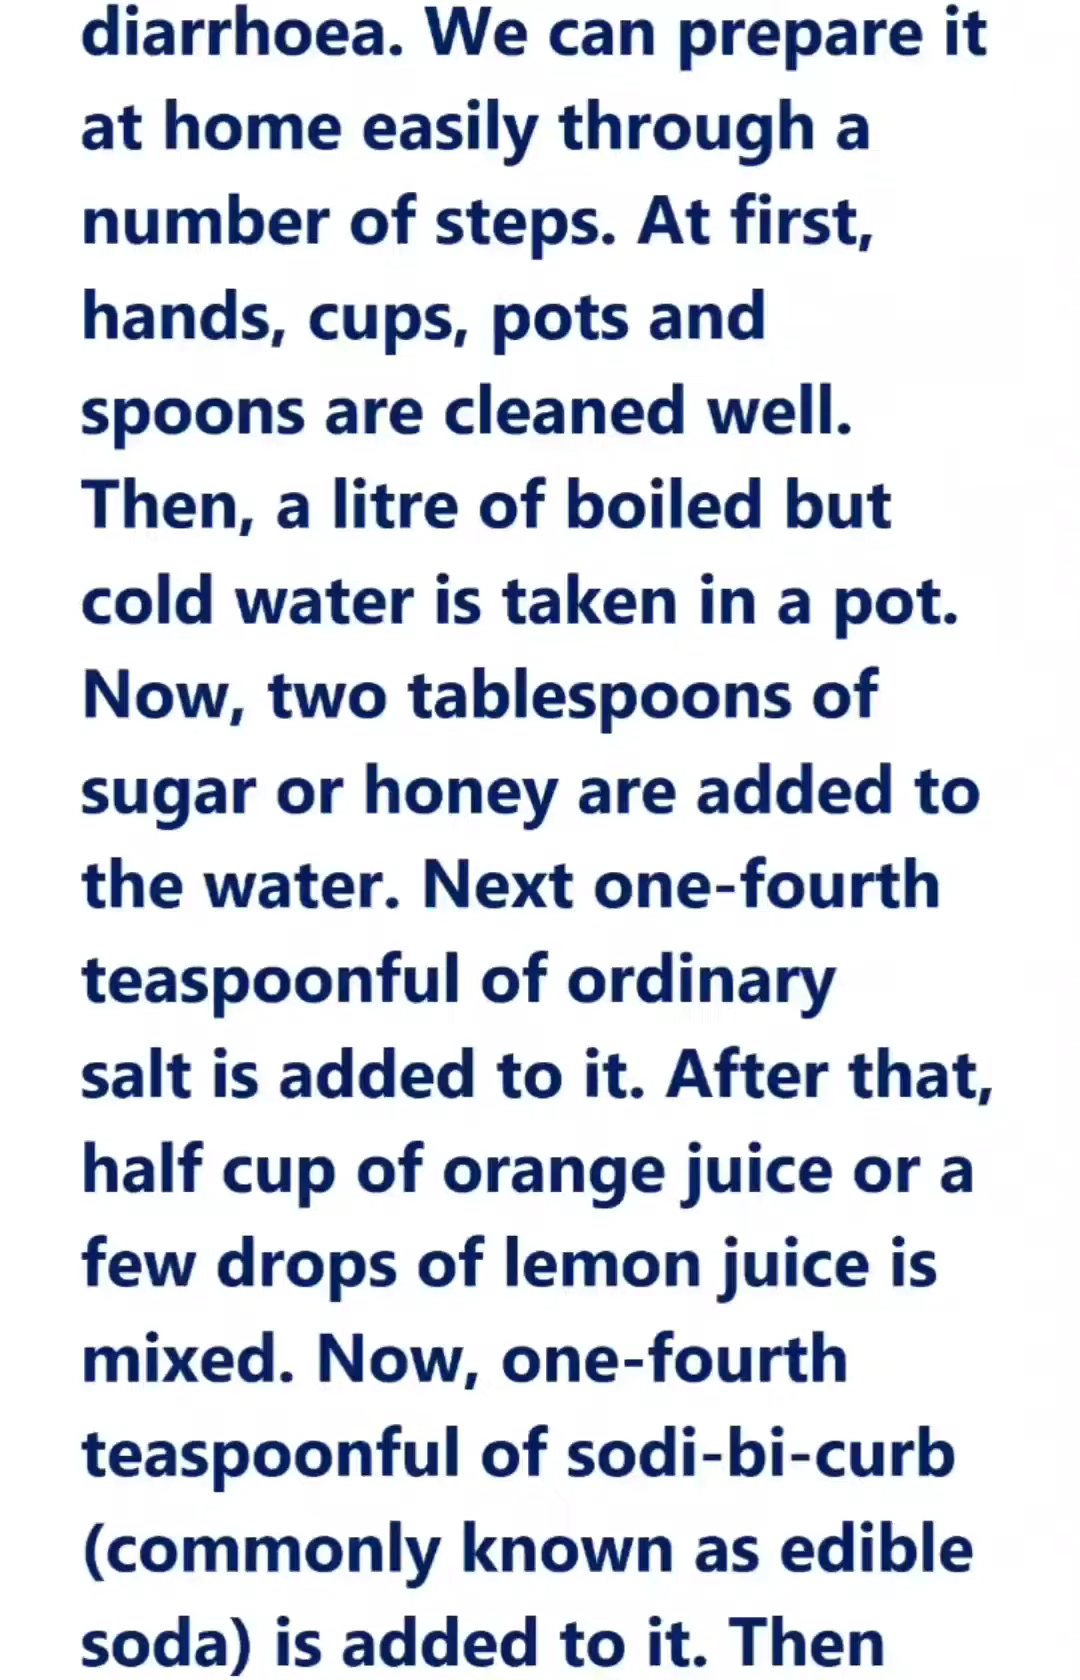 diarrhoea. We can prepare it
at home easily through a
number of steps. At first,
hands, cups, pots and
spoons are cleaned well.
Then, a litre of boiled but
cold water is taken in a pot.
Now, two tablespoons of
sugar or honey are added to
the water. Next one-fourth
teaspoonful of ordinary
salt is added to it. After that,
half cup of orange juice or a
few drops of lemon juice is
mixed. Now, one-fourth
teaspoonful of sodi-bi-curb
(commonly known as edible
soda) is added to it. Then